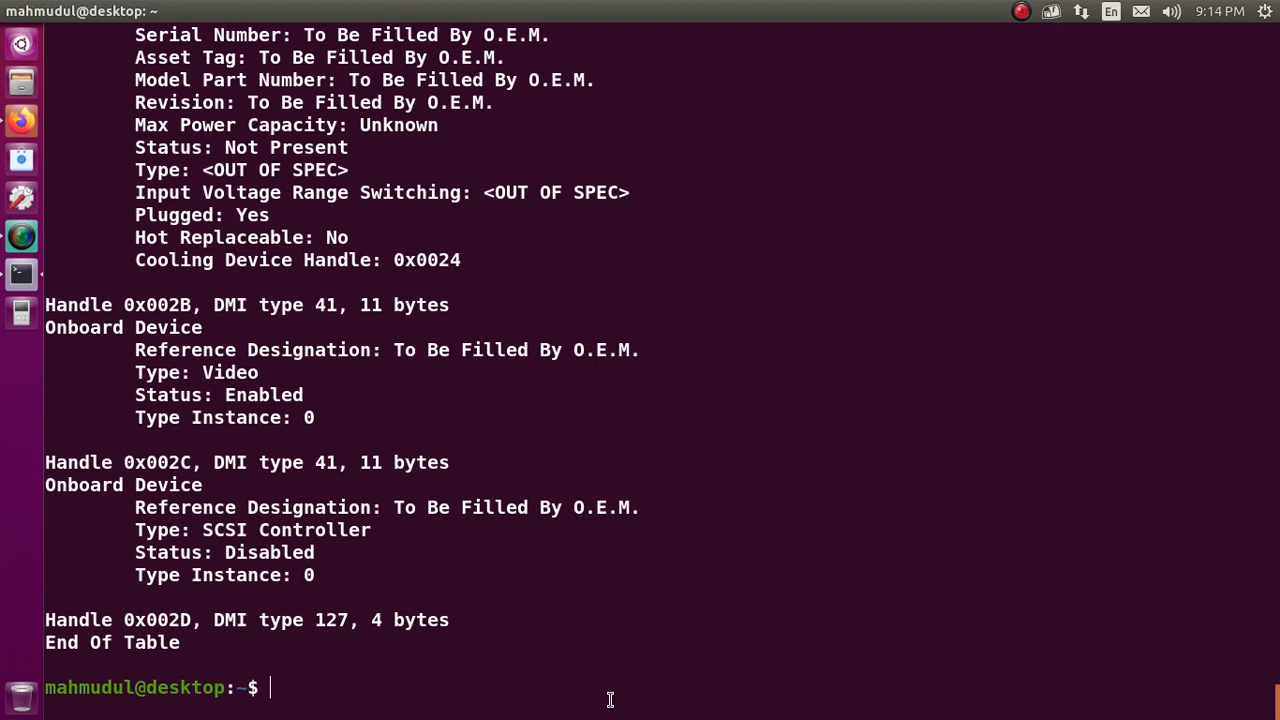 mahmudul@desktop: ~
En
9:14 PM
Serial Number: To Be Filled By O.E.M.
Asset Tag: To Be Filled By O.E.M.
Model Part Number: To Be Filled By O.E.M.
Revision: To Be Filled By O.E.M.
Max Power Capacity: Unknown
Status: Not Present
Type: <OUT OF SPEC>
Input Voltage Range Switching: <OUT OF SPEC>
Plugged: Yes
Hot Replaceable: No
Cooling Device Handle: 0x0024
Handle 0x002B, DMI type 41, 11 bytes
Onboard Device
Reference Designation: To Be Filled By O.E.M.
Type: Video
Status: Enabled
Type Instance: 0
Handle 0x002C, DMI type 41, 11 bytes
Onboard Device
Reference Designation: To Be Filled By O.E.M.
Type: SCSI Controller
Status: Disabled
Type Instance: 0
Handle 0x002D, DMI type 127, 4 bytes
End Of Table
mahmudul@desktop:~$